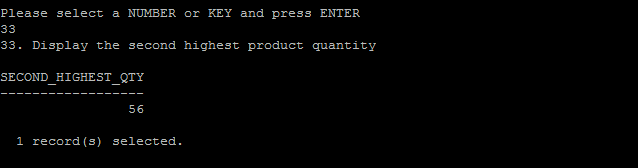 Please select a NUMBER or KEY and press ENTER
33
33. Display the second highest product quantity
SECOND_HIGHEST_QTY
------------------
56
1 record(s) selected.